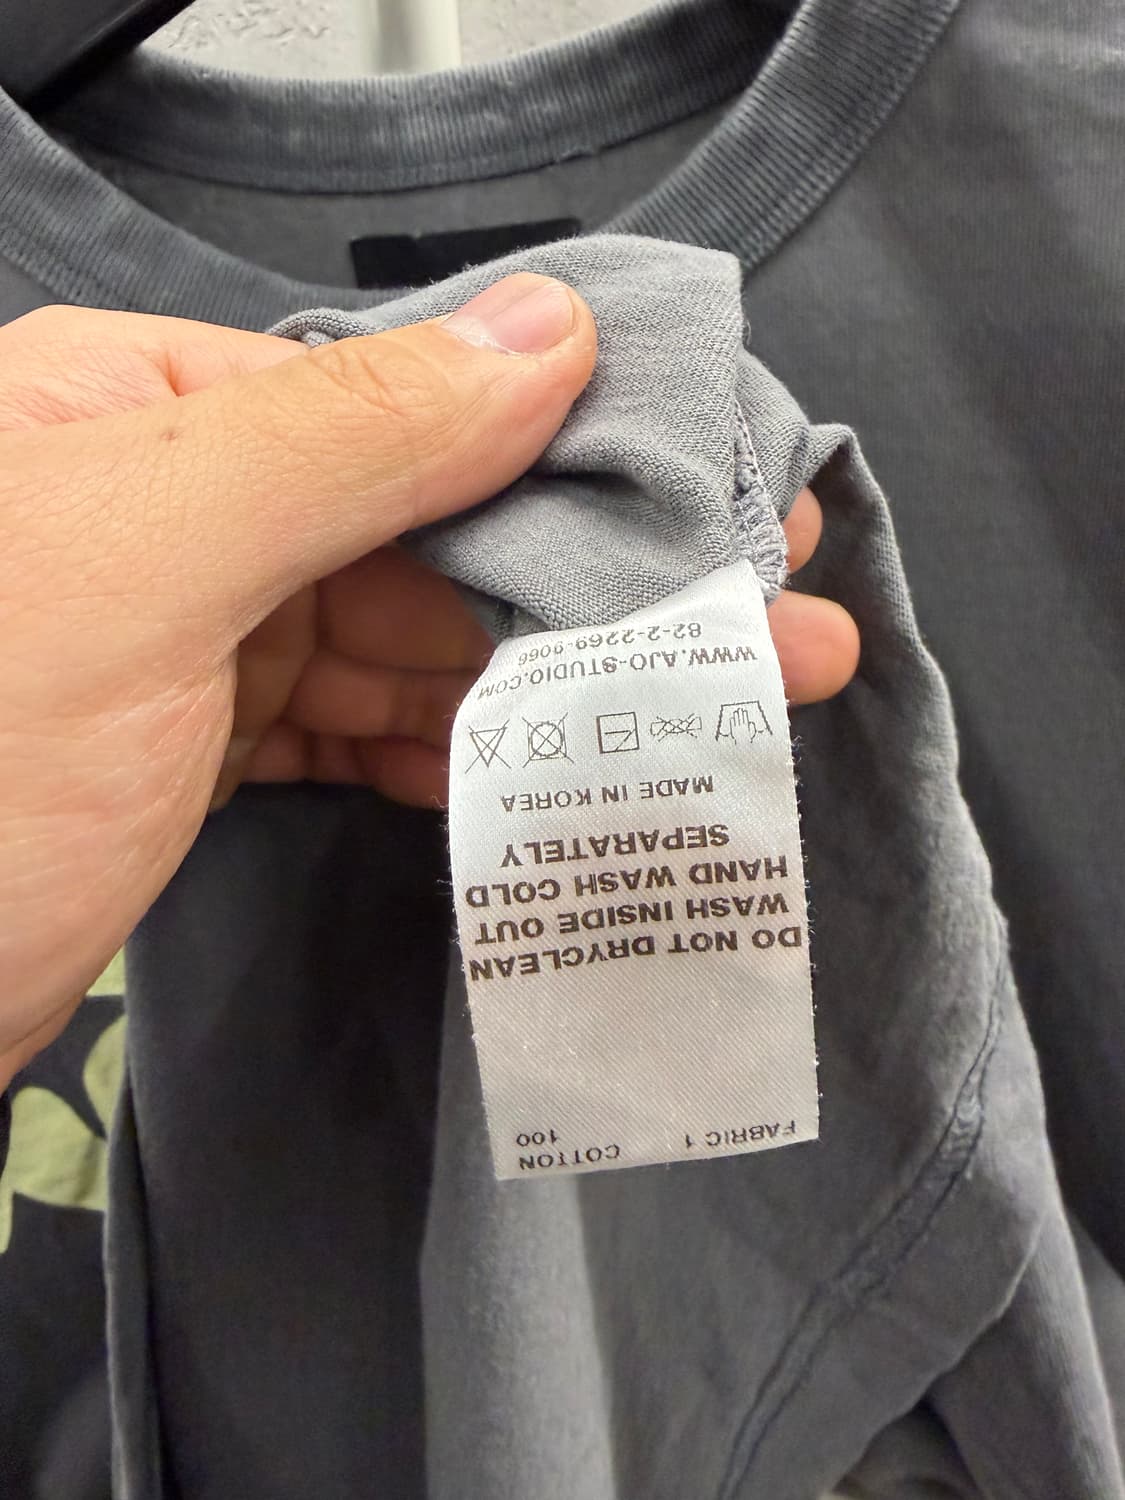 FABRIC 1 COTTON 100
DO NOT DRYCLEAN
WASH INSIDE OUT
HAND WASH COLD
SEPARATELY
MADE IN KOREA
WWW.AJO-STUDIO.COM
82-2-2269-9066